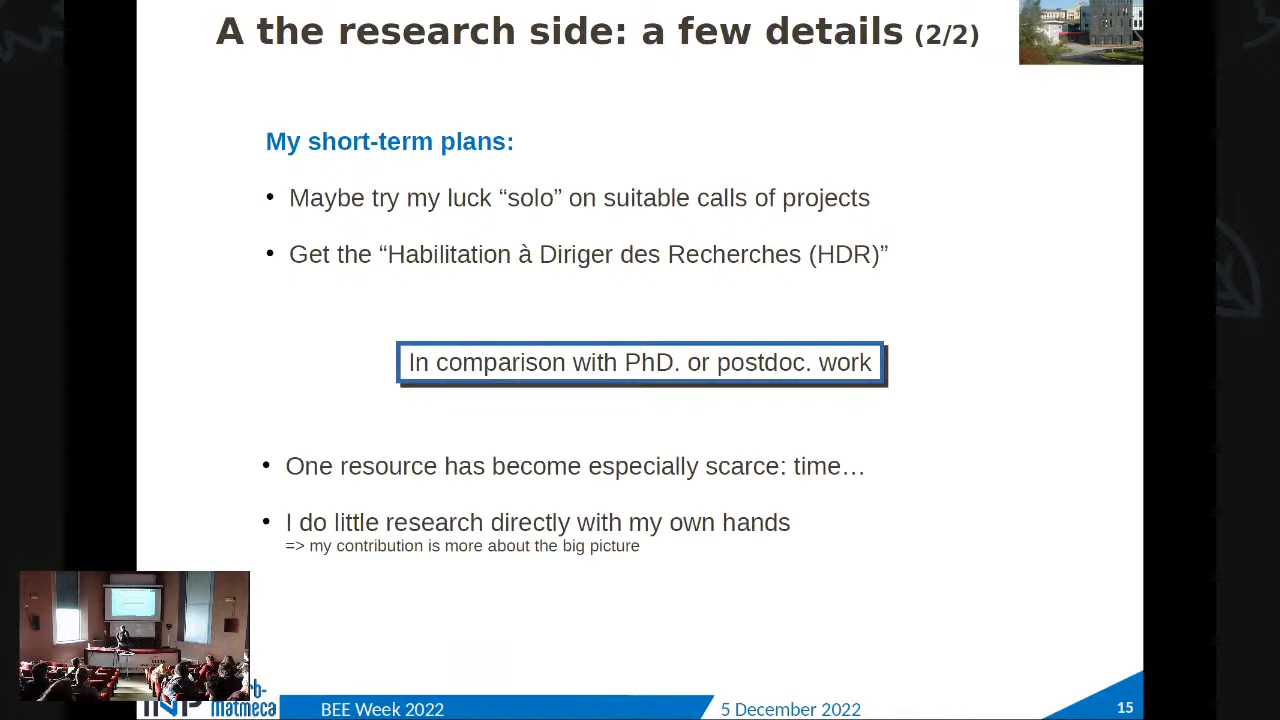 A the research side: a few details (2/2)
My short-term plans:
• Maybe try my luck “solo” on suitable calls of projects
• Get the “Habilitation à Diriger des Recherches (HDR)”
In comparison with PhD. or postdoc. work
• One resource has become especially scarce: time…
• I do little research directly with my own hands
=> my contribution is more about the big picture
matmeca
BEE Week 2022
5 December 2022
15